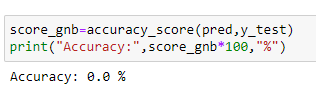 score_gnb=accuracy_score(pred,y_test)
print("Accuracy:",score_gnb*100,"%")
Accuracy: 0.0 %